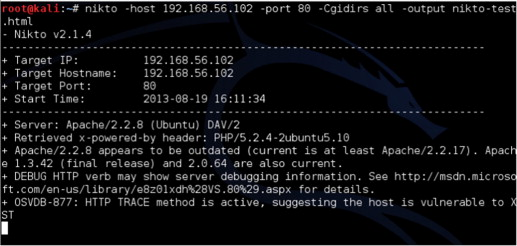 root@kali:~# nikto -host 192.168.56.102 -port 80 -Cgidirs all -output nikto-test
.html
- Nikto v2.1.4
---------------------------------------------------------------------------
+ Target IP:          192.168.56.102
+ Target Hostname:    192.168.56.102
+ Target Port:        80
+ Start Time:         2013-08-19 16:11:34
---------------------------------------------------------------------------
+ Server: Apache/2.2.8 (Ubuntu) DAV/2
+ Retrieved x-powered-by header: PHP/5.2.4-2ubuntu5.10
+ Apache/2.2.8 appears to be outdated (current is at least Apache/2.2.17). Apach
e 1.3.42 (final release) and 2.0.64 are also current.
+ DEBUG HTTP verb may show server debugging information. See http://msdn.microso
ft.com/en-us/library/e8z01xdh%28VS.80%29.aspx for details.
+ OSVDB-877: HTTP TRACE method is active, suggesting the host is vulnerable to X
ST